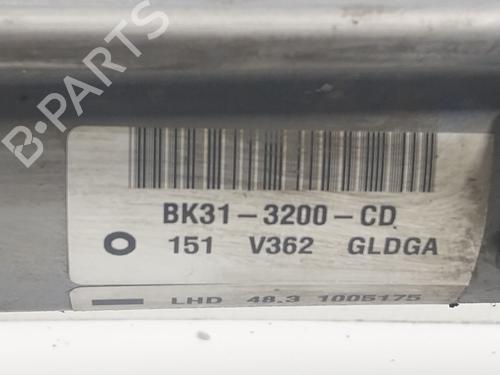 B-PARTS
BK31-3200-CD
O 151 V362 GLDGA
LHD 48.3 1005175